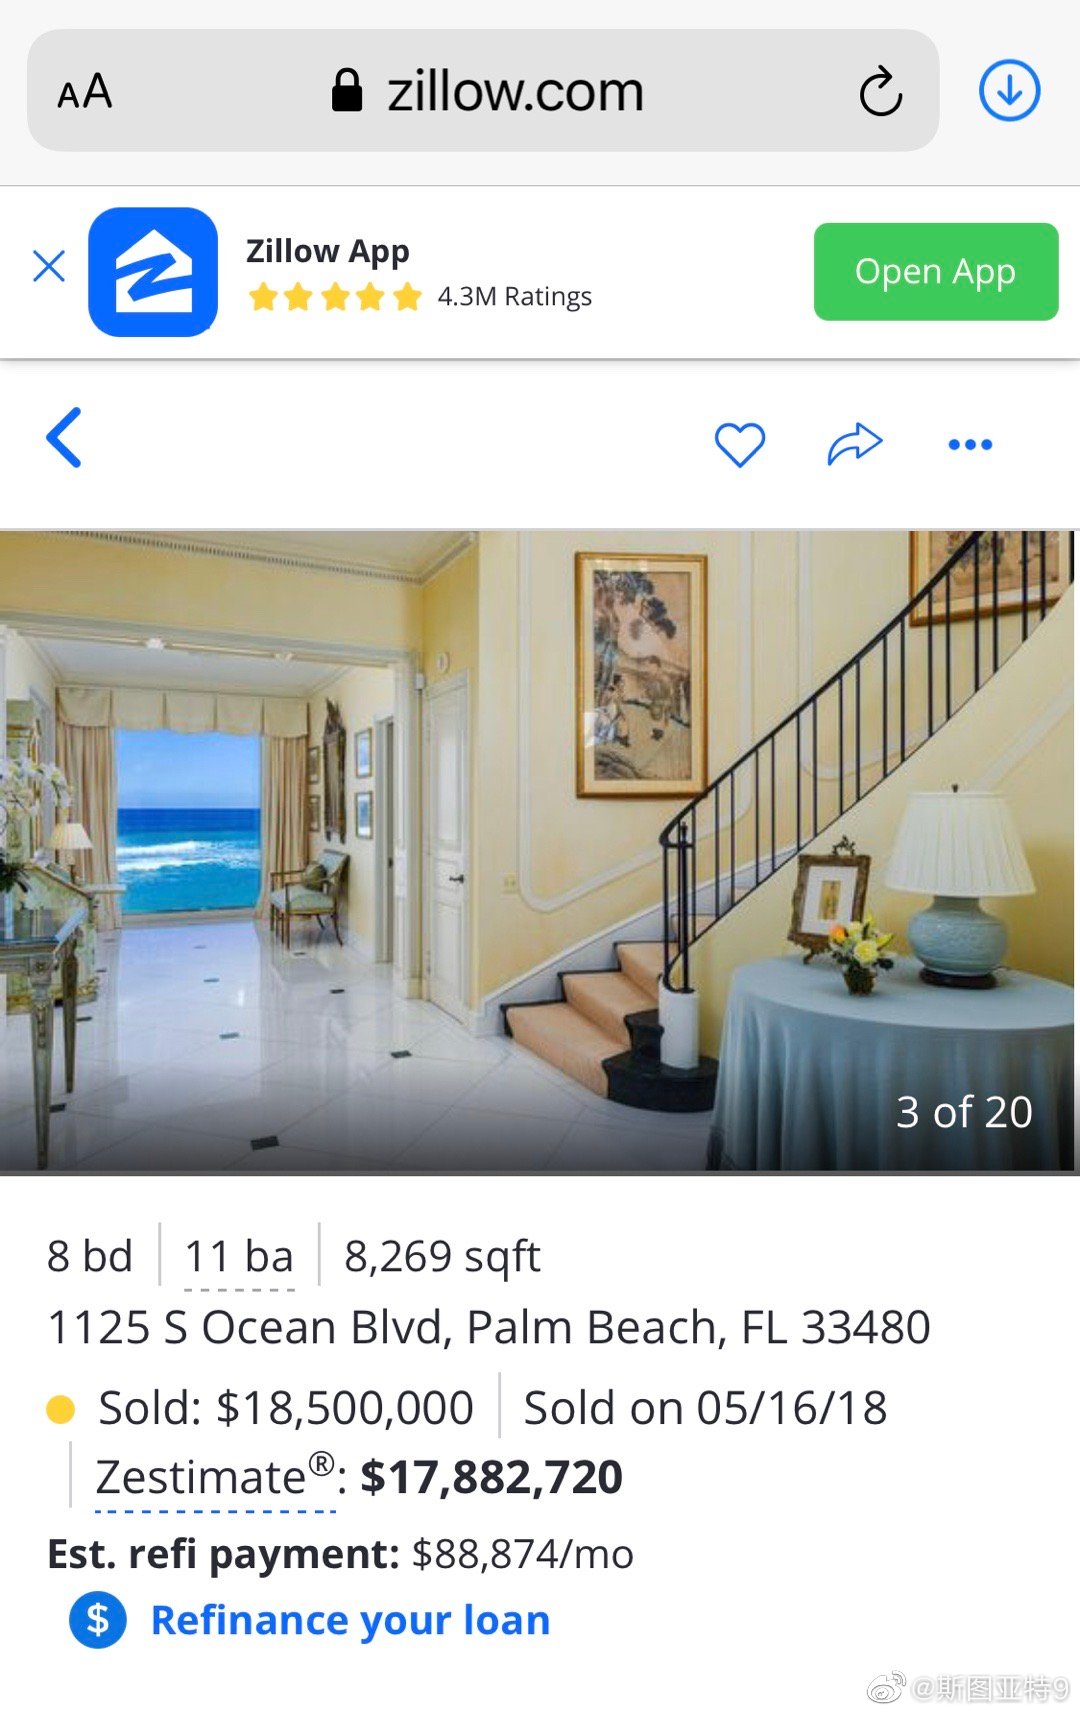 AA zillow.com
Zillow App
4.3M Ratings
Open App
3 of 20
8 bd 11 ba 8,269 sqft
1125 S Ocean Blvd, Palm Beach, FL 33480
Sold: $18,500,000 Sold on 05/16/18
Zestimate®: $17,882,720
Est. refi payment: $88,874/mo
$ Refinance your loan
@斯图亚特9